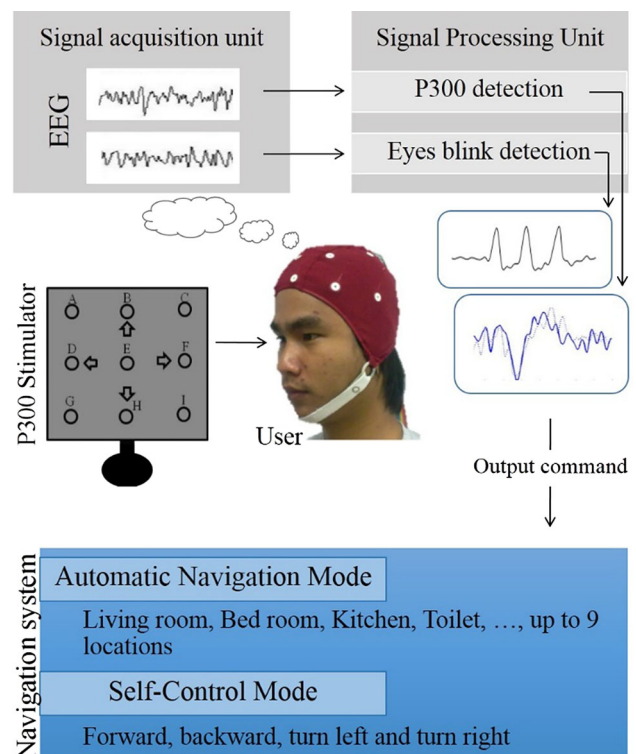 Signal acquisition unit
EEG
Signal Processing Unit
P300 detection
Eyes blink detection
P300 Stimulator
A B C
D E F
G H I
User
Output command
Navigation system
Automatic Navigation Mode
Living room, Bed room, Kitchen, Toilet, …, up to 9
locations
Self-Control Mode
Forward, backward, turn left and turn right